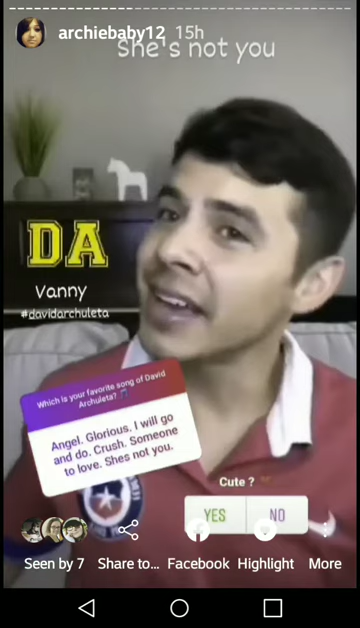 archiebaby12 15h
She's not you
DA
Vanny
#davidarchuleta
Which is your favorite song of David
Archuleta?
Angel. Glorious. I will go
and do. Crush. Someone
to love. Shes not you.
Cute ?
YES NO
Seen by 7 Share to... Facebook Highlight More